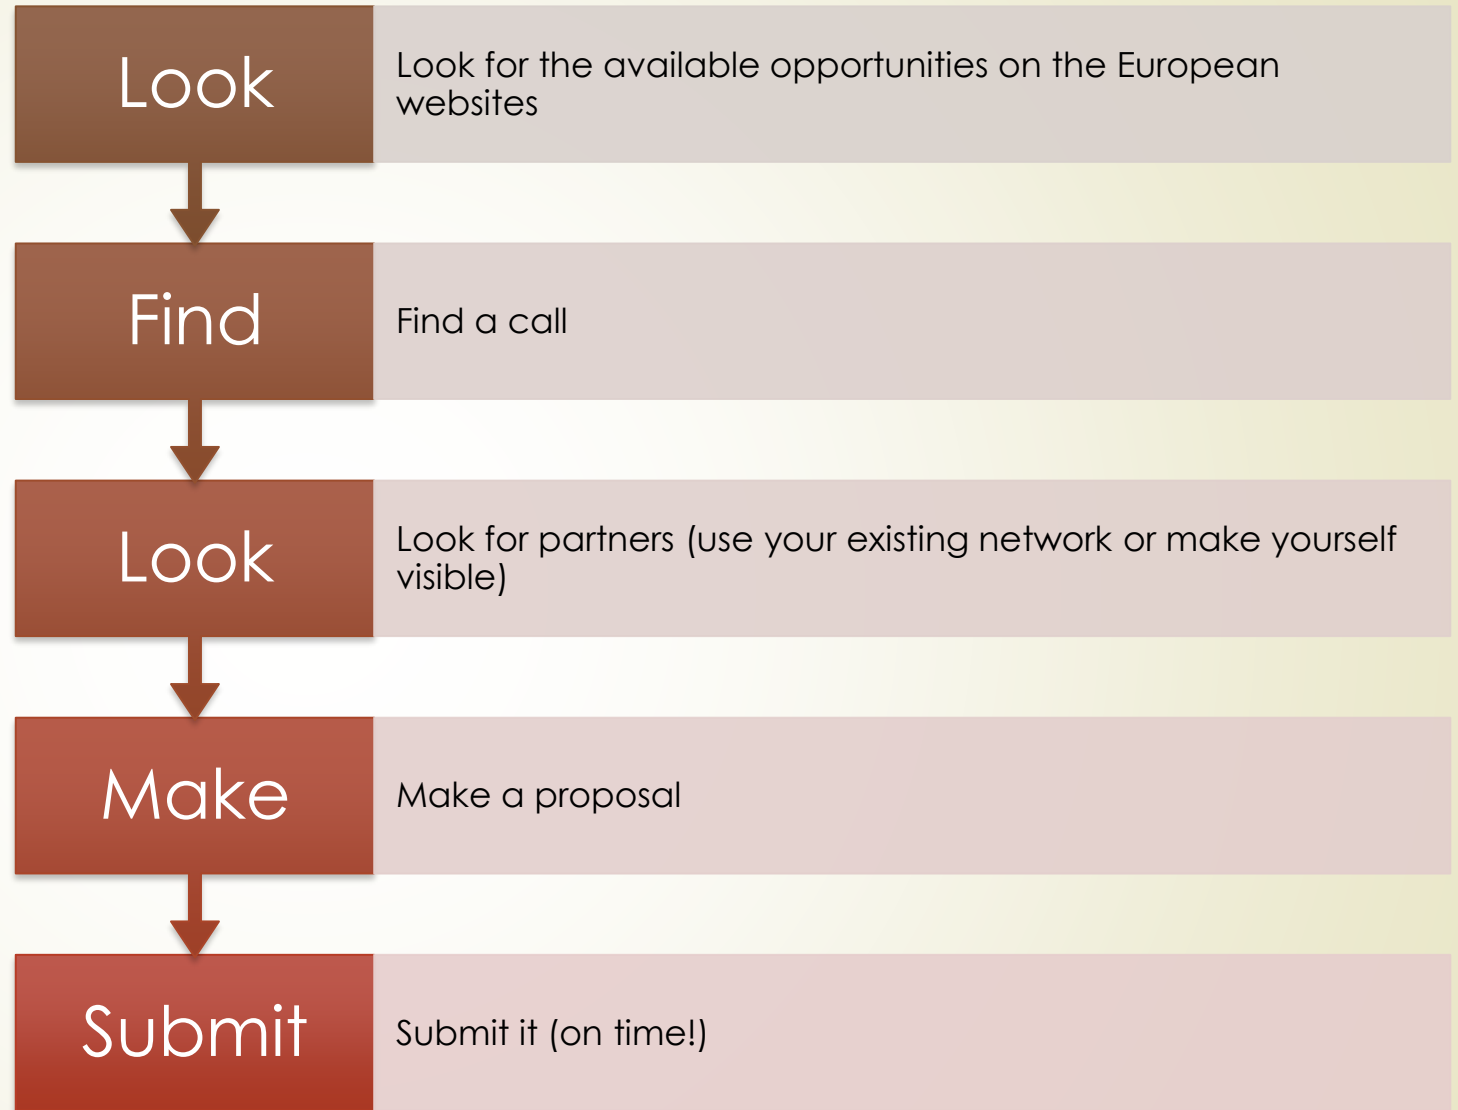 Look
Look for the available opportunities on the European
websites
Find
Find a call
Look
Look for partners (use your existing network or make yourself
visible)
Make
Make a proposal
Submit
Submit it (on time!)